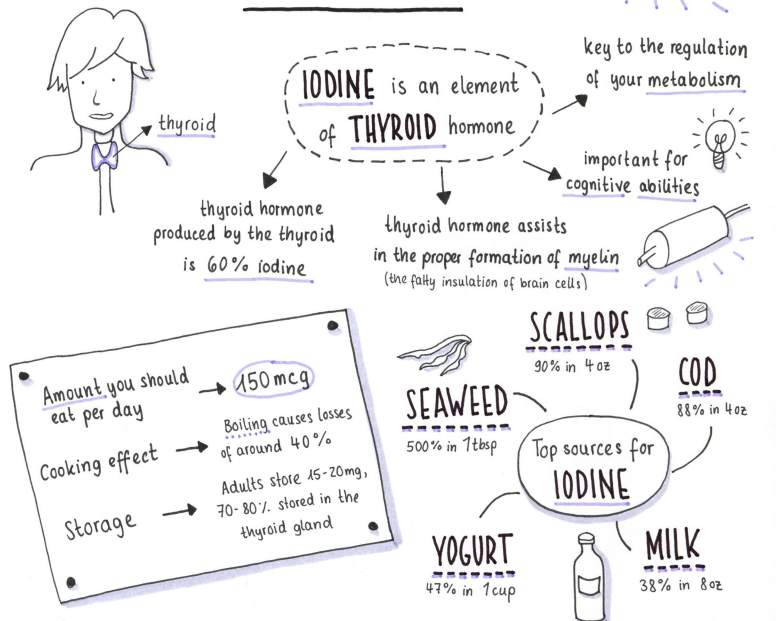 thyroid
IODINE is an element
of THYROID hormone
key to the regulation
of your metabolism
important for
cognitive abilities
thyroid hormone
produced by the thyroid
is 60% iodine
thyroid hormone assists
in the proper formation of myelin
(the fatty insulation of brain cells)
Amount you should
eat per day
150 mcg
Cooking effect
Boiling causes losses
of around 40%
Storage
Adults store 15-20mg,
70-80% stored in the
thyroid gland
Top sources for
IODINE
SCALLOPS
90% in 4 oz
COD
88% in 4oz
SEAWEED
500% in 1tbsp
YOGURT
47% in 1cup
MILK
38% in 8oz